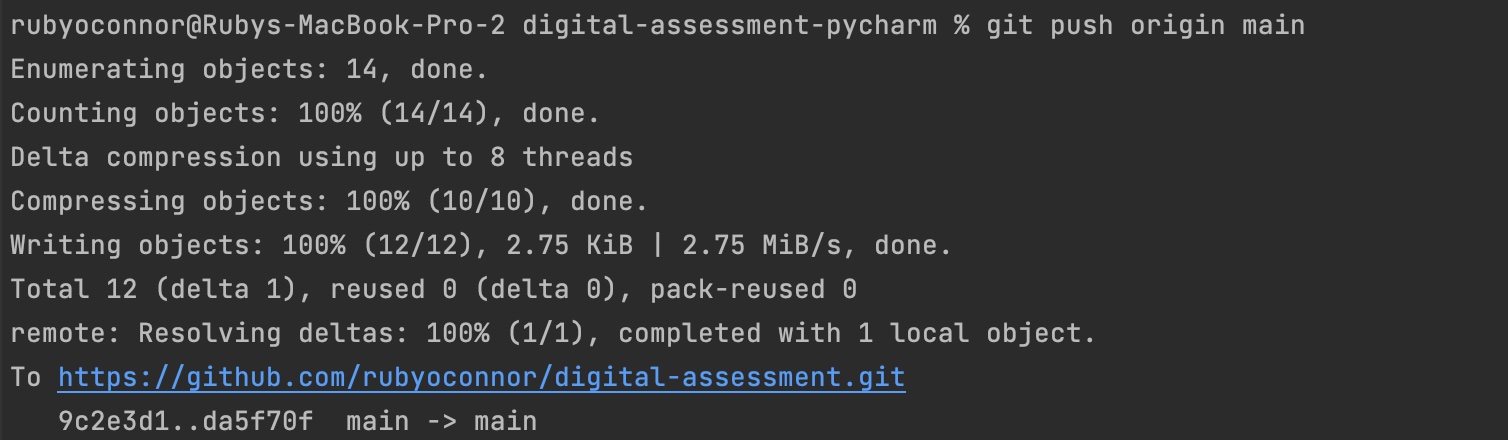 rubyoconnor@Rubys-MacBook-Pro-2 digital-assessment-pycharm % git push origin main
Enumerating objects: 14, done.
Counting objects: 100% (14/14), done.
Delta compression using up to 8 threads
Compressing objects: 100% (10/10), done.
Writing objects: 100% (12/12), 2.75 KiB | 2.75 MiB/s, done.
Total 12 (delta 1), reused 0 (delta 0), pack-reused 0
remote: Resolving deltas: 100% (1/1), completed with 1 local object.
To https://github.com/rubyoconnor/digital-assessment.git
   9c2e3d1..da5f70f  main -> main